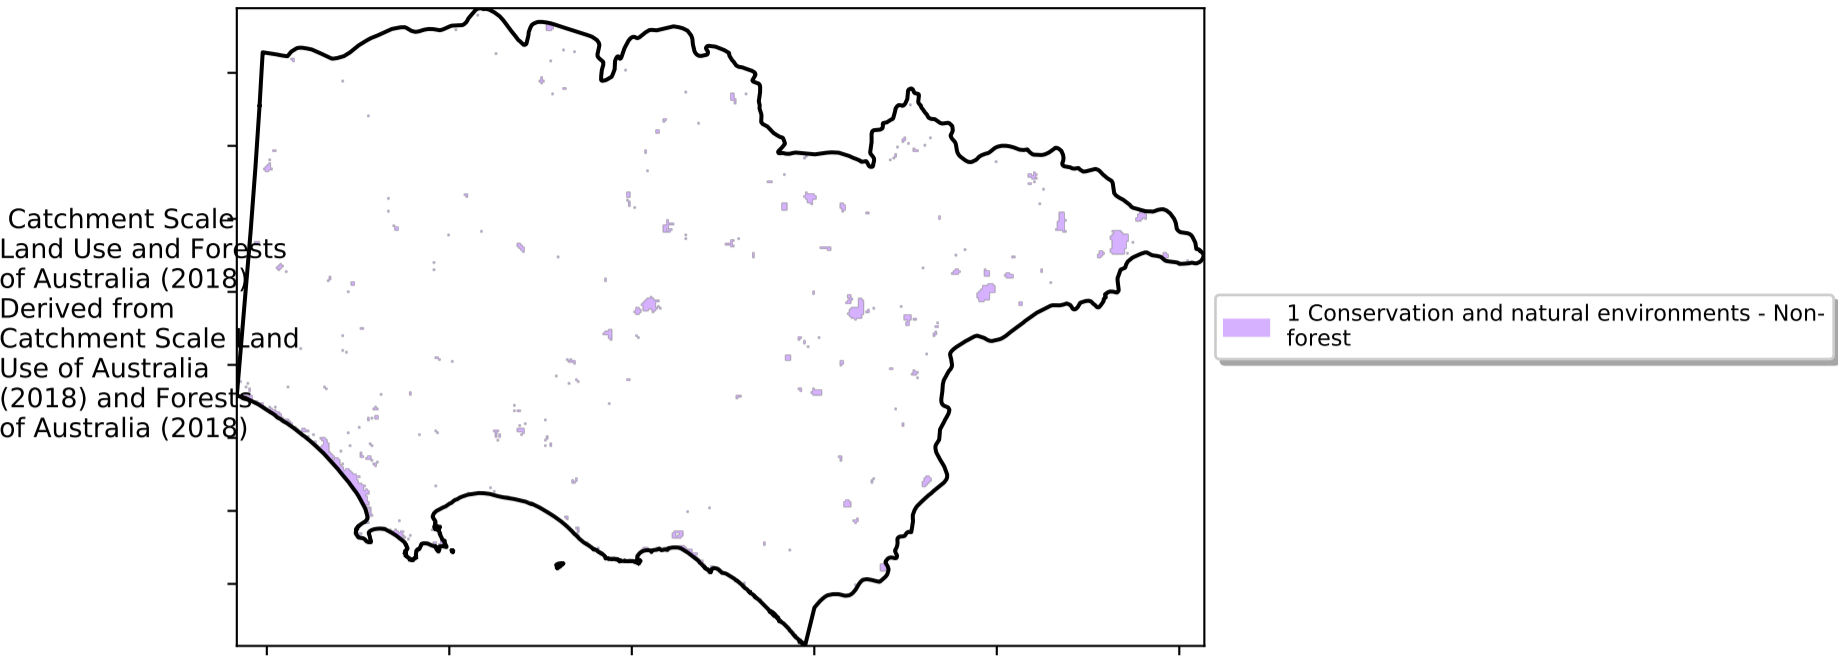 Catchment Scale
Land Use and Forests
of Australia (2018)
Derived from
Catchment Scale Land
Use of Australia
(2018) and Forests
of Australia (2018)
1 Conservation and natural environments - Non-
forest